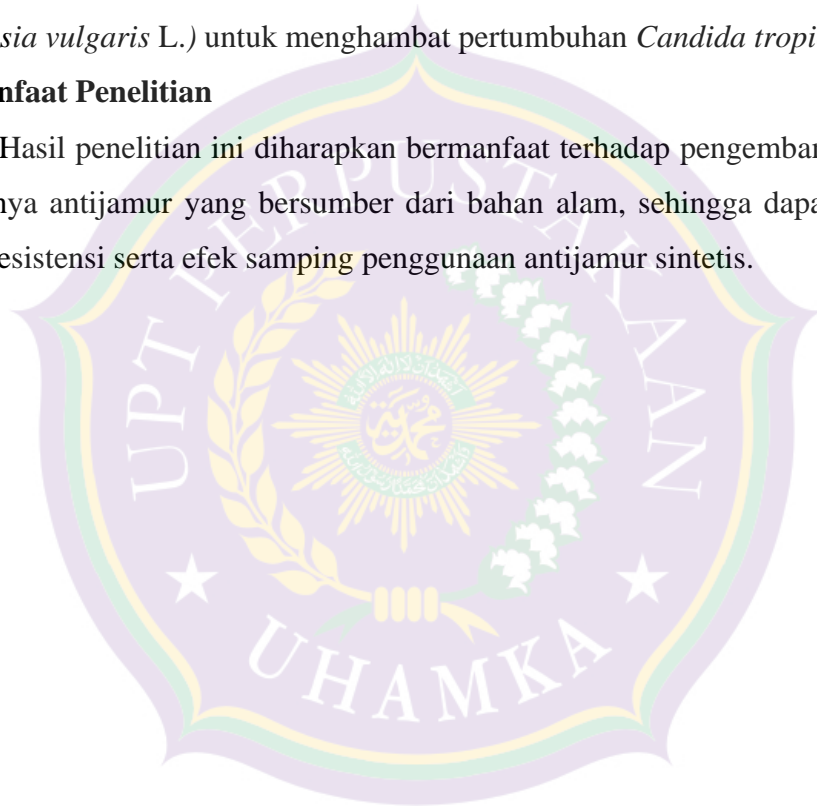 sia vulgaris L.) untuk menghambat pertumbuhan Candida tropi
nfaat Penelitian
Hasil penelitian ini diharapkan bermanfaat terhadap pengemban
nya antijamur yang bersumber dari bahan alam, sehingga dapa
esistensi serta efek samping penggunaan antijamur sintetis.
UPT PERPUSTAKAAN
UHAMKA